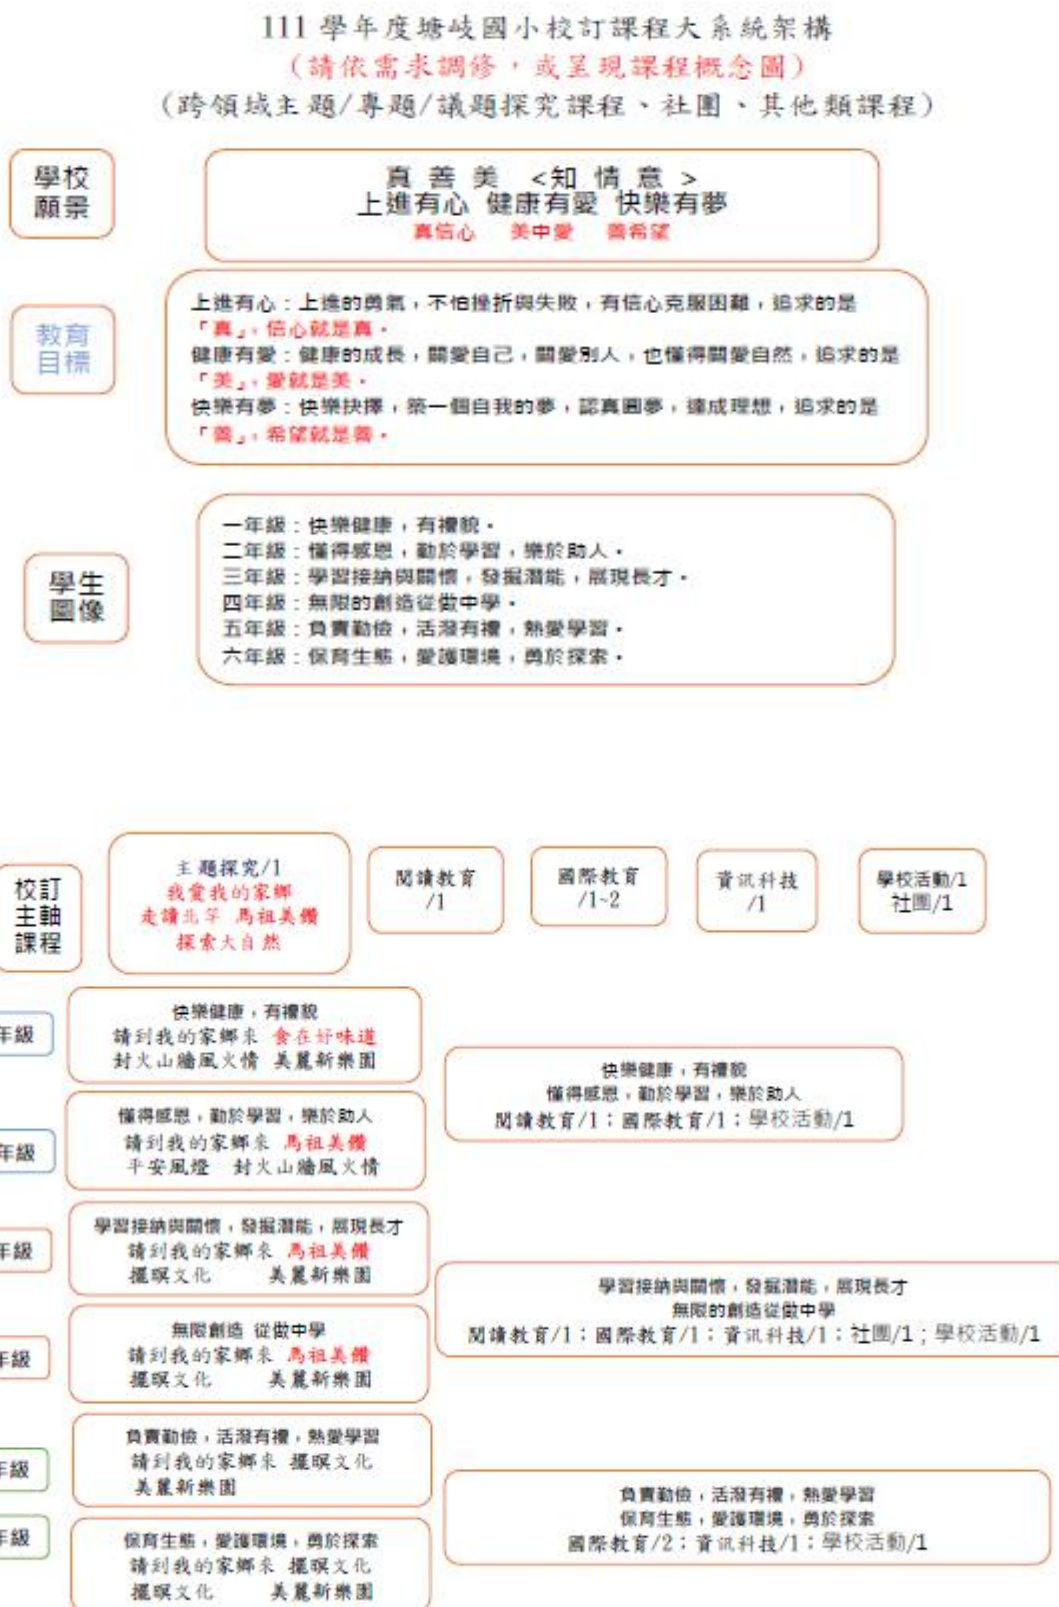 111 學年度塘岐國小校訂課程大系統架構
（請依需求調修，或呈現課程概念圖）
（跨領域主題/專題/議題探究課程、社團、其他類課程）
學校
願景
真 善 美 <知 情 意 >
上進有心 健康有愛 快樂有夢
真信心 美中愛 善希望
教育
目標
上進有心：上進的勇氣，不怕挫折與失敗，有信心克服困難，追求的是
「真」，信心就是真。
健康有愛：健康的成長，關愛自己，關愛別人，也懂得關愛自然，追求的是
「美」，愛就是美。
快樂有夢：快樂抉擇，築一個自我的夢，認真圓夢，達成理想，追求的是
「善」，希望就是善。
學生
圖像
一年級：快樂健康，有禮貌。
二年級：懂得感恩，勤於學習，樂於助人。
三年級：學習接納與關懷，發掘潛能，展現長才。
四年級：無限的創造從做中學。
五年級：負責勤儉，活潑有禮，熱愛學習。
六年級：保育生態，愛護環境，勇於探索。
校訂
主軸
課程
主題探究/1
我愛我的家鄉
走讀北竿 馬祖美饡
探索大自然
閱讀教育
/1
國際教育
/1~2
資訊科技
/1
學校活動/1
社團/1
年級
快樂健康，有禮貌
請到我的家鄉來 食在好味道
封火山牆風火情 美麗新樂園
年級
懂得感恩，勤於學習，樂於助人
請到我的家鄉來 馬祖美饡
平安風燈 封火山牆風火情
快樂健康，有禮貌
懂得感恩，勤於學習，樂於助人
閱讀教育/1；國際教育/1；學校活動/1
年級
學習接納與關懷，發掘潛能，展現長才
請到我的家鄉來 馬祖美饡
擺暝文化 美麗新樂園
年級
無限創造 從做中學
請到我的家鄉來 馬祖美饡
擺暝文化 美麗新樂園
學習接納與關懷，發掘潛能，展現長才
無限的創造從做中學
閱讀教育/1；國際教育/1；資訊科技/1；社團/1；學校活動/1
年級
負責勤儉，活潑有禮，熱愛學習
請到我的家鄉來 擺暝文化
美麗新樂園
年級
保育生態，愛護環境，勇於探索
請到我的家鄉來 擺暝文化
擺暝文化 美麗新樂園
負責勤儉，活潑有禮，熱愛學習
保育生態，愛護環境，勇於探索
國際教育/2；資訊科技/1；學校活動/1